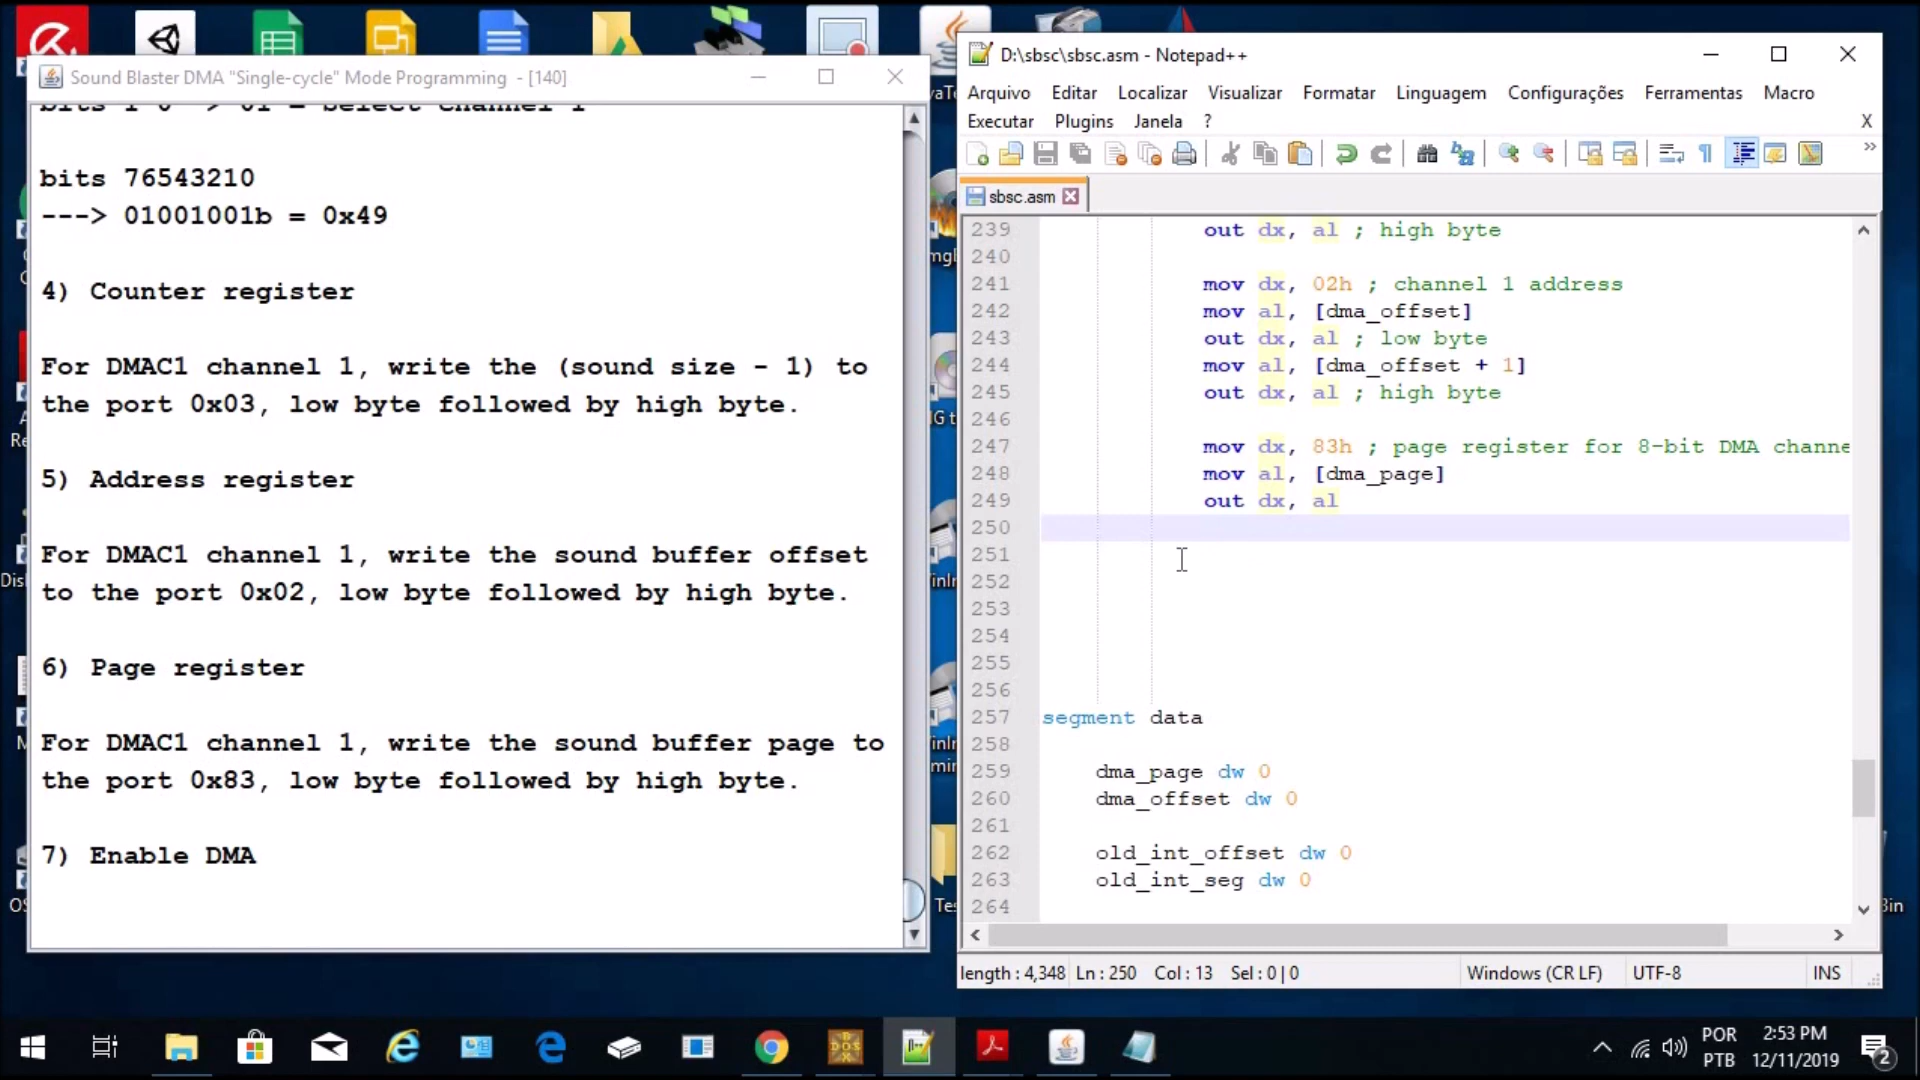 Sound Blaster DMA "Single-cycle" Mode Programming - [140]
bits 76543210
---> 01001001b = 0x49
4) Counter register
For DMAC1 channel 1, write the (sound size - 1) to
the port 0x03, low byte followed by high byte.
5) Address register
For DMAC1 channel 1, write the sound buffer offset
to the port 0x02, low byte followed by high byte.
6) Page register
For DMAC1 channel 1, write the sound buffer page to
the port 0x83, low byte followed by high byte.
7) Enable DMA
D:\sbsc\sbsc.asm - Notepad++
Arquivo Editar Localizar Visualizar Formatar Linguagem Configurações Ferramentas Macro
Executar Plugins Janela ? X
sbsc.asm
239 out dx, al ; high byte
240
241 mov dx, 02h ; channel 1 address
242 mov al, [dma_offset]
243 out dx, al ; low byte
244 mov al, [dma_offset + 1]
245 out dx, al ; high byte
246
247 mov dx, 83h ; page register for 8-bit DMA channe
248 mov al, [dma_page]
249 out dx, al
250
251
252
253
254
255
256
257 segment data
258
259 dma_page dw 0
260 dma_offset dw 0
261
262 old_int_offset dw 0
263 old_int_seg dw 0
264
length : 4,348 Ln : 250 Col : 13 Sel : 0 | 0 Windows (CR LF) UTF-8 INS
POR 2:53 PM
PTB 12/11/2019 2